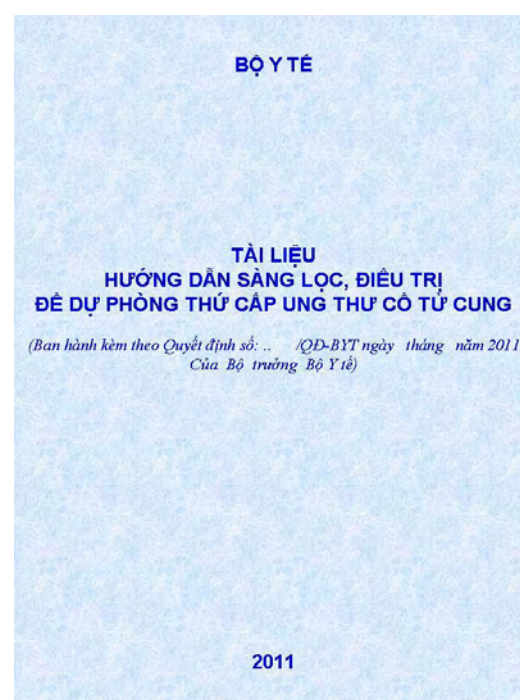 BỘ Y TẾ
TÀI LIỆU
HƯỚNG DẪN SÀNG LỌC, ĐIỀU TRỊ
ĐỂ DỰ PHÒNG THỨ CẤP UNG THƯ CỔ TỬ CUNG
(Ban hành kèm theo Quyết định số: .. /QĐ-BYT ngày tháng năm 2011
Của Bộ trưởng Bộ Y tế)
2011